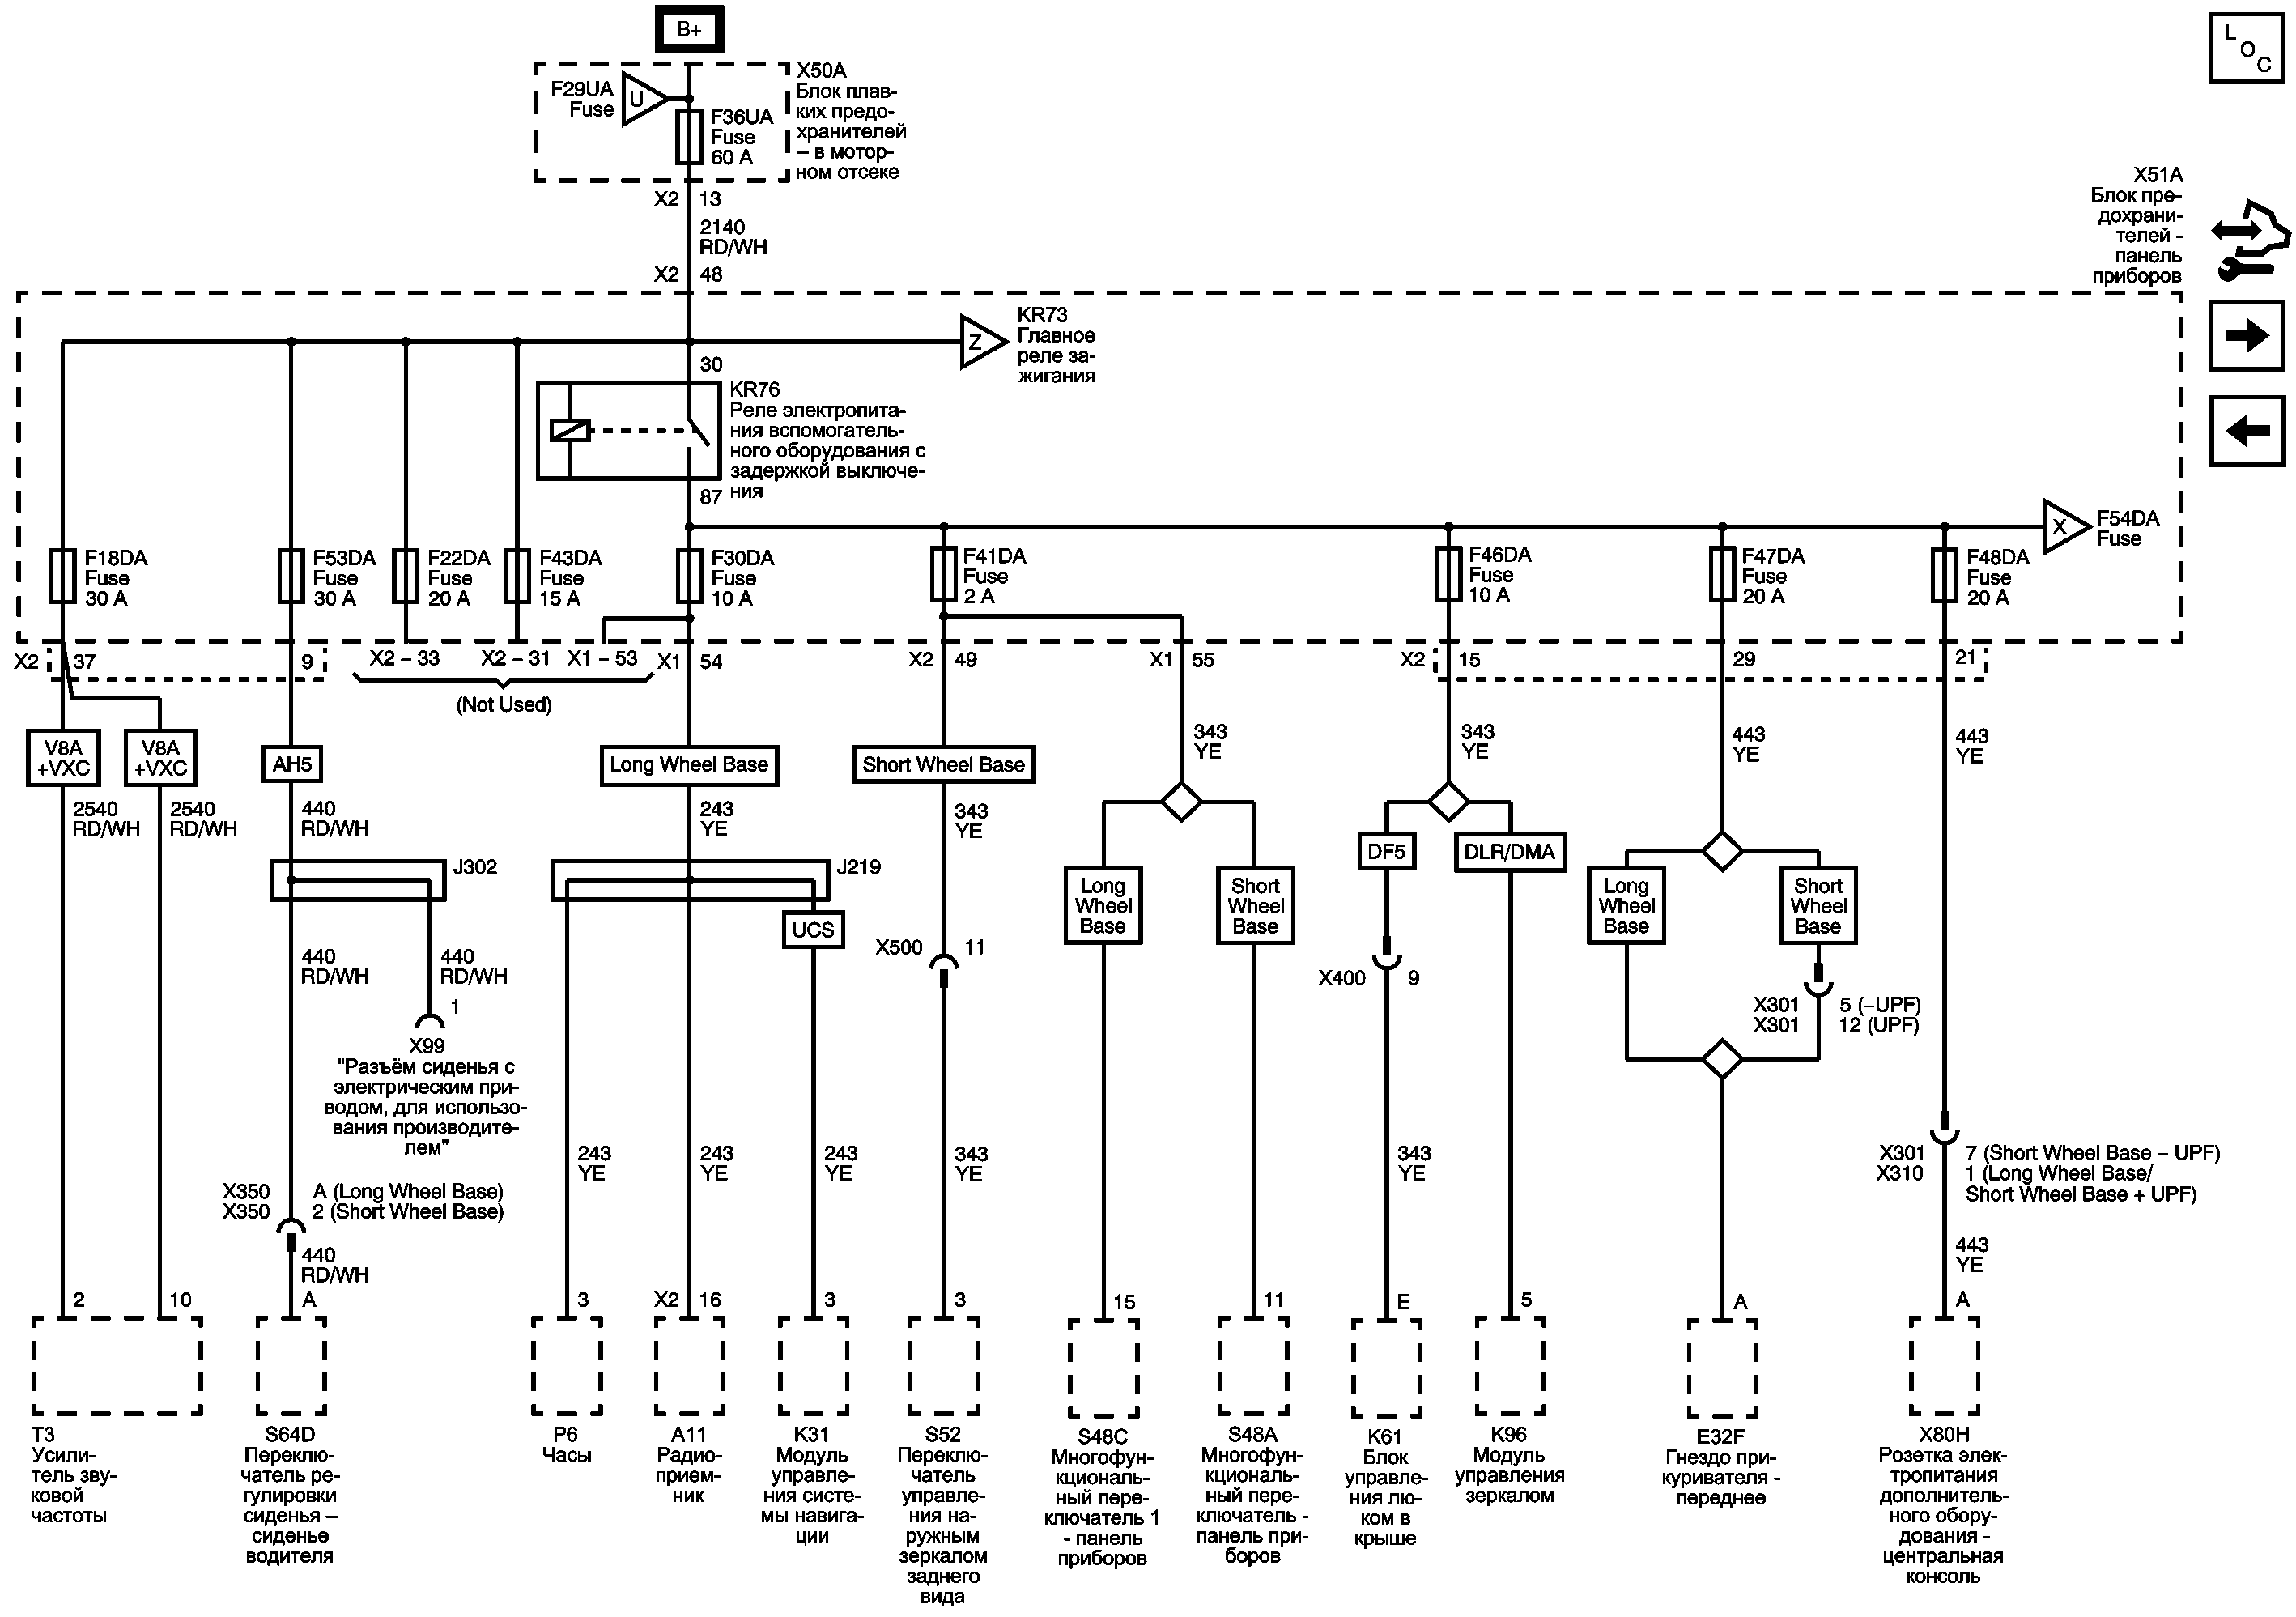 B+
L
O
C
F29UA
Fuse
U
F36UA
Fuse
60 A
X50A
Блок плав-
ких предо-
хранителей
– в мотор-
ном отсеке
X2 13
2140
RD/WH
X2 48
X51A
Блок пре-
дохрани-
телей -
панель
приборов
Z
KR73
Главное
реле за-
жигания
30
KR76
Реле электропита-
ния вспомогатель-
ного оборудования с
задержкой выключе-
ния
87
X
F54DA
Fuse
F18DA
Fuse
30 A
F53DA
Fuse
30 A
F22DA
Fuse
20 A
F43DA
Fuse
15 A
F30DA
Fuse
10 A
F41DA
Fuse
2 A
F46DA
Fuse
10 A
F47DA
Fuse
20 A
F48DA
Fuse
20 A
X2 37
9
X2 – 33
X2 – 31
X1 – 53
X1 54
X2 49
X1 55
X2 15
29
21
(Not Used)
V8A
+VXC
V8A
+VXC
AH5
Long Wheel Base
Short Wheel Base
343
YE
343
YE
443
YE
443
YE
2540
RD/WH
2540
RD/WH
440
RD/WH
243
YE
343
YE
J302
J219
UCS
DF5
DLR/DMA
Long
Wheel
Base
Short
Wheel
Base
Long
Wheel
Base
Short
Wheel
Base
440
RD/WH
440
RD/WH
1
X99
"Разъём сиденья с
электрическим при-
водом, для использо-
вания производите-
лем"
X500 11
X400 9
X301 5 (–UPF)
X301 12 (UPF)
243
YE
243
YE
243
YE
343
YE
343
YE
X301 7 (Short Wheel Base – UPF)
X310 1 (Long Wheel Base/
Short Wheel Base + UPF)
X350 A (Long Wheel Base)
X350 2 (Short Wheel Base)
440
RD/WH
443
YE
2
10
A
3
X2 16
3
3
15
11
E
5
A
A
T3
Усили-
тель зву-
ковой
частоты
S64D
Переклю-
чатель ре-
гулировки
сиденья –
сиденье
водителя
P6
Часы
A11
Радио-
прием-
ник
K31
Модуль
управле-
ния систе-
мы навига-
ции
S52
Переклю-
чатель
управле-
ния на-
ружным
зеркалом
заднего
вида
S48C
Многофун-
кциональ-
ный пере-
ключатель 1
- панель
приборов
S48A
Многофун-
кциональ-
ный пере-
ключатель -
панель при-
боров
K61
Блок
управле-
ния лю-
ком в
крыше
K96
Модуль
управления
зеркалом
E32F
Гнездо при-
куривателя -
переднее
X80H
Розетка элек-
тропитания
дополнитель-
ного обору-
дования -
центральная
консоль